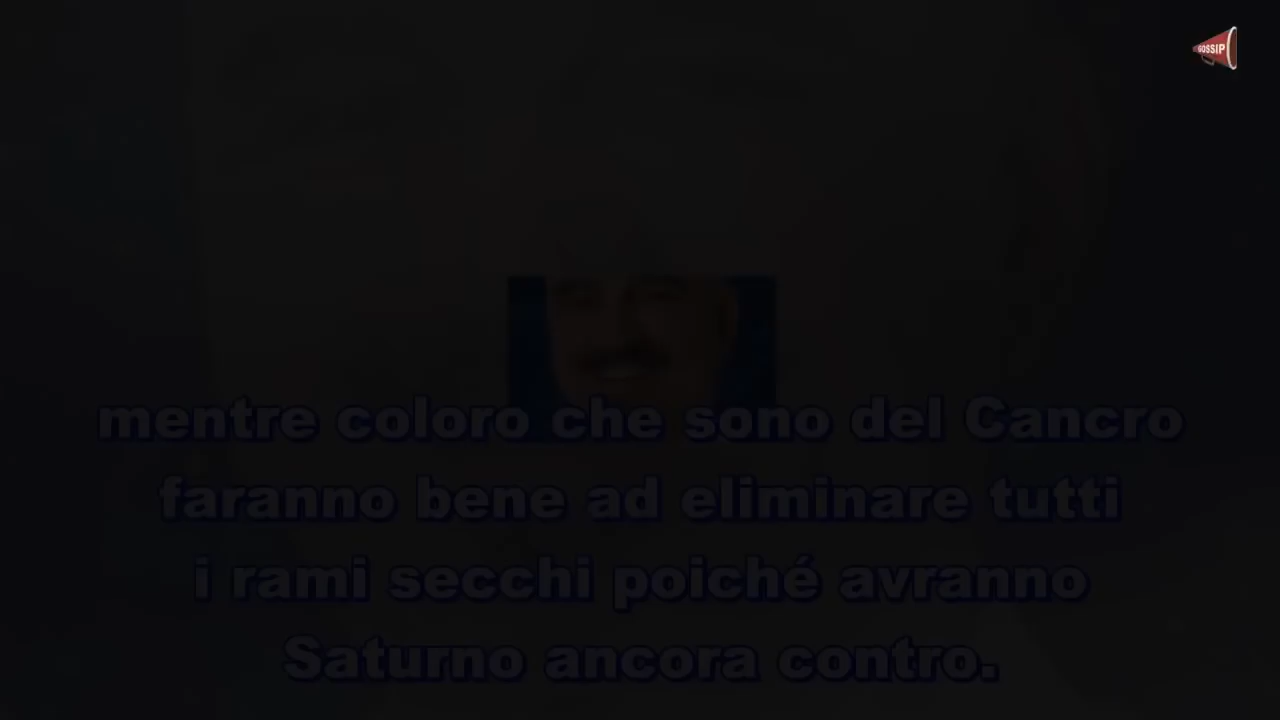 GOSSIP
mentre coloro che sono del Cancro
faranno bene ad eliminare tutti
i rami secchi poiché avranno
Saturno ancora contro.